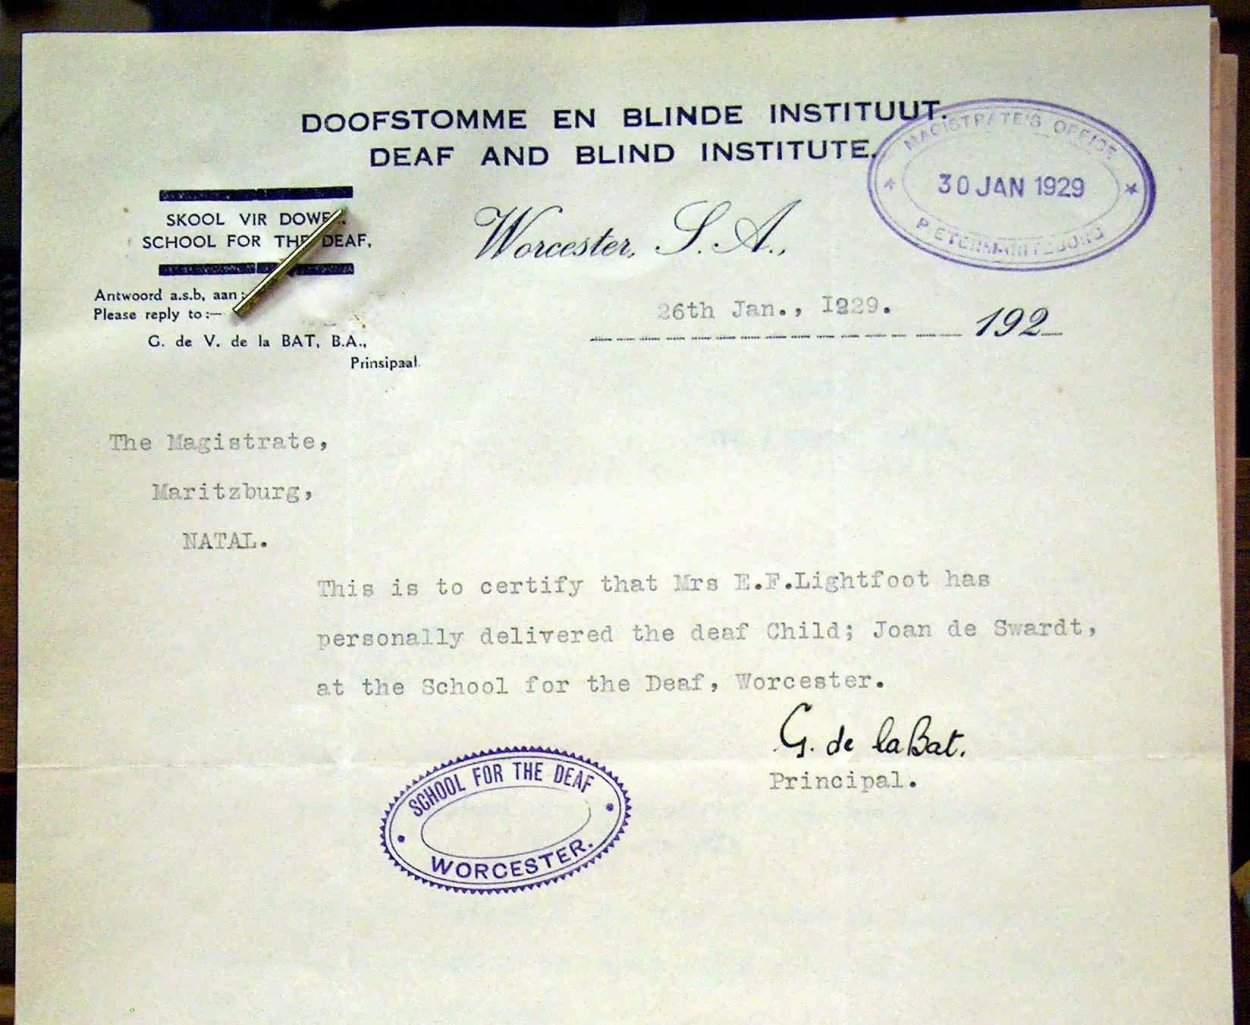 DOOFSTOMME EN BLINDE INSTITUUT.
DEAF AND BLIND INSTITUTE.
MAGISTRATE'S OFFICE
30 JAN 1929
PIETERMARITZBURG
SKOOL VIR DOWE.
SCHOOL FOR THE DEAF,
Worcester, S. A.,
Antwoord a.s.b, aan:
Please reply to:—
G. de V. de la BAT, B.A.,
Prinsipaal.
26th Jan., 1929.
192
The Magistrate,
Maritzburg,
NATAL.
This is to certify that Mrs E.F.Lightfoot has
personally delivered the deaf Child; Joan de Swardt,
at the School for the Deaf, Worcester.
G. de la Bat.
Principal.
SCHOOL FOR THE DEAF
WORCESTER.